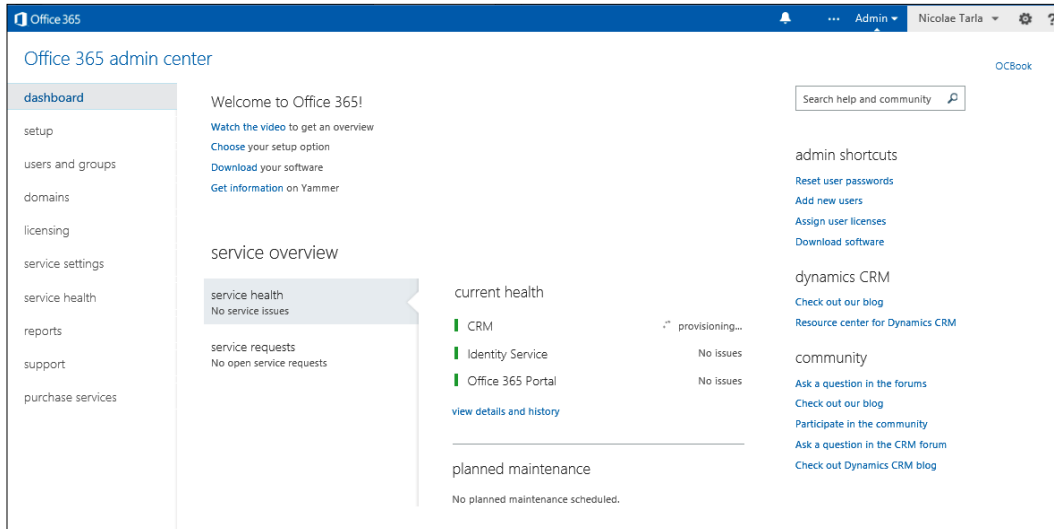 Office 365
... Admin Nicolae Tarla ?
Office 365 admin center
OCBook
dashboard
setup
users and groups
domains
licensing
service settings
service health
reports
support
purchase services
Welcome to Office 365!
Watch the video to get an overview
Choose your setup option
Download your software
Get information on Yammer
service overview
service health
No service issues
service requests
No open service requests
current health
CRM provisioning...
Identity Service No issues
Office 365 Portal No issues
view details and history
planned maintenance
No planned maintenance scheduled.
Search help and community
admin shortcuts
Reset user passwords
Add new users
Assign user licenses
Download software
dynamics CRM
Check out our blog
Resource center for Dynamics CRM
community
Ask a question in the forums
Check out our blog
Participate in the community
Ask a question in the CRM forum
Check out Dynamics CRM blog